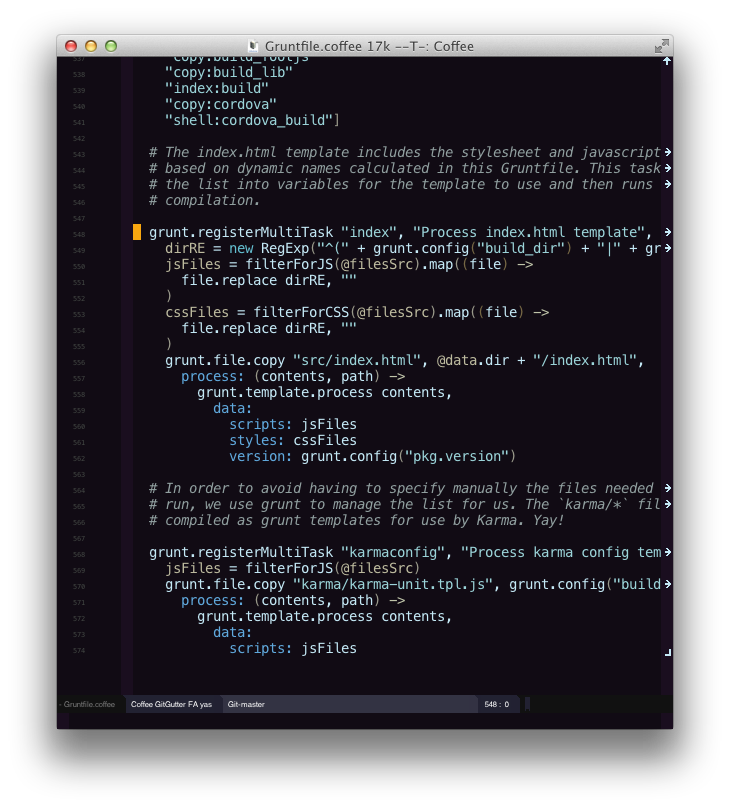 Gruntfile.coffee 17k --T-: Coffee
537 "copy:build_rootjs"
538 "copy:build_lib"
539 "index:build"
540 "copy:cordova"
541 "shell:cordova_build"]
542
543 # The index.html template includes the stylesheet and javascript
544 # based on dynamic names calculated in this Gruntfile. This task
545 # the list into variables for the template to use and then runs
546 # compilation.
547
548 grunt.registerMultiTask "index", "Process index.html template",
549 dirRE = new RegExp("^(" + grunt.config("build_dir") + "|" + gr
550 jsFiles = filterForJS(@filesSrc).map((file) ->
551 file.replace dirRE, ""
552 )
553 cssFiles = filterForCSS(@filesSrc).map((file) ->
554 file.replace dirRE, ""
555 )
556 grunt.file.copy "src/index.html", @data.dir + "/index.html",
557 process: (contents, path) ->
558 grunt.template.process contents,
559 data:
560 scripts: jsFiles
561 styles: cssFiles
562 version: grunt.config("pkg.version")
563
564 # In order to avoid having to specify manually the files needed
565 # run, we use grunt to manage the list for us. The `karma/*` fil
566 # compiled as grunt templates for use by Karma. Yay!
567
568 grunt.registerMultiTask "karmaconfig", "Process karma config tem
569 jsFiles = filterForJS(@filesSrc)
570 grunt.file.copy "karma/karma-unit.tpl.js", grunt.config("build
571 process: (contents, path) ->
572 grunt.template.process contents,
573 data:
574 scripts: jsFiles
- Gruntfile.coffee Coffee GitGutter FA yas Git-master 548 : 0